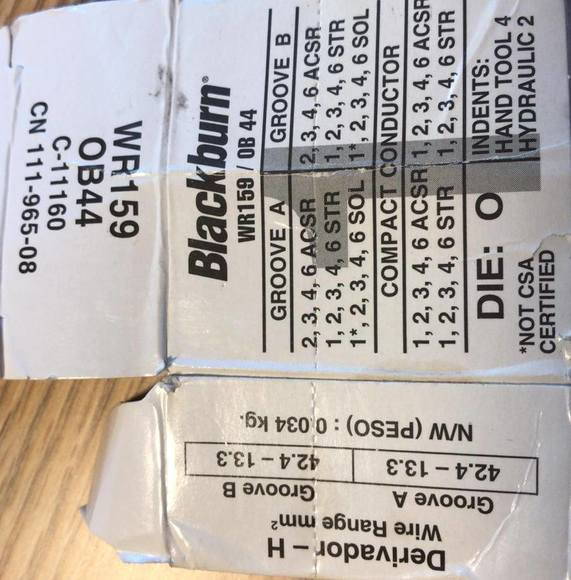 WR159
OB44
C-11160
CN 111-965-08
Blackburn®
WR159 / OB 44
GROOVE A GROOVE B
2, 3, 4, 6 ACSR 2, 3, 4, 6 ACSR
1, 2, 3, 4, 6 STR 1, 2, 3, 4, 6 STR
1*, 2, 3, 4, 6 SOL 1*, 2, 3, 4, 6 SOL
COMPACT CONDUCTOR
1, 2, 3, 4, 6 ACSR 1, 2, 3, 4, 6 ACSR
1, 2, 3, 4, 6 STR 1, 2, 3, 4, 6 STR
DIE: O
INDENTS:
HAND TOOL 4
HYDRAULIC 2
*NOT CSA
CERTIFIED
Derivador – H
Wire Range mm²
Groove A Groove B
42.4 – 13.3 42.4 – 13.3
N/W (PESO) : 0.034 kg.